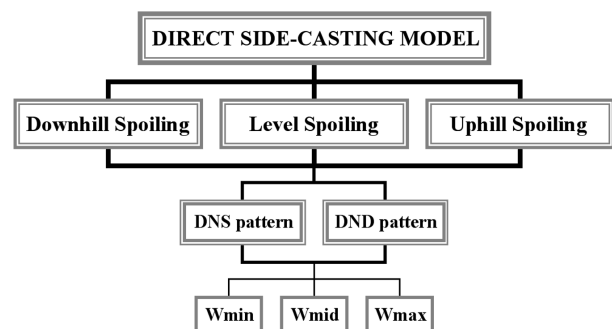 DIRECT SIDE-CASTING MODEL
Downhill Spoiling
Level Spoiling
Uphill Spoiling
DNS pattern
DND pattern
Wmin
Wmid
Wmax